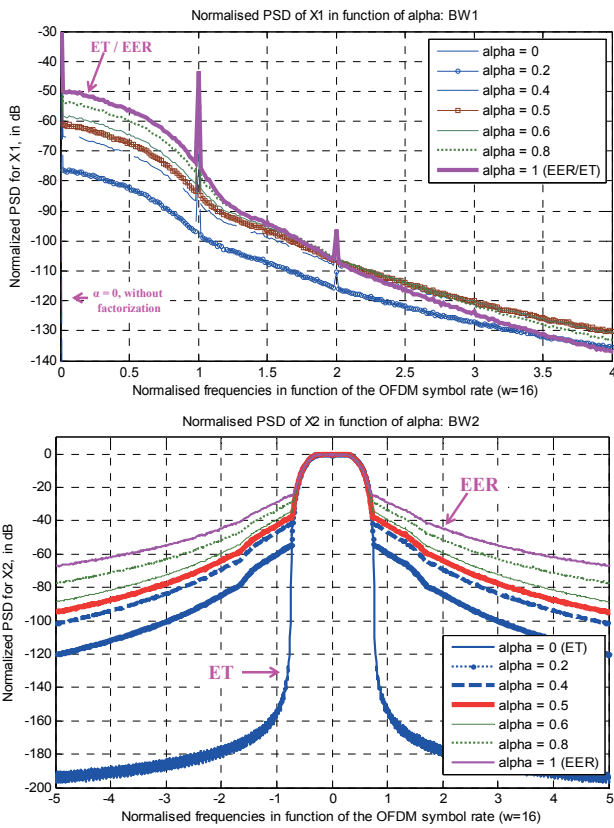 Normalised PSD of X1 in function of alpha: BW1
-30
-40
-50
-60
-70
-80
-90
-100
-110
-120
-130
-140
Normalized PSD for X1, in dB
ET / EER
α = 0, without
factorization
alpha = 0
alpha = 0.2
alpha = 0.4
alpha = 0.5
alpha = 0.6
alpha = 0.8
alpha = 1 (EER/ET)
0 0.5 1 1.5 2 2.5 3 3.5 4
Normalised frequencies in function of the OFDM symbol rate (w=16)
Normalised PSD of X2 in function of alpha: BW2
0
-20
-40
-60
-80
-100
-120
-140
-160
-180
-200
Normalized PSD for X2, in dB
EER
ET
alpha = 0 (ET)
alpha = 0.2
alpha = 0.4
alpha = 0.5
alpha = 0.6
alpha = 0.8
alpha = 1 (EER)
-5 -4 -3 -2 -1 0 1 2 3 4 5
Normalised frequencies in function of the OFDM symbol rate (w=16)